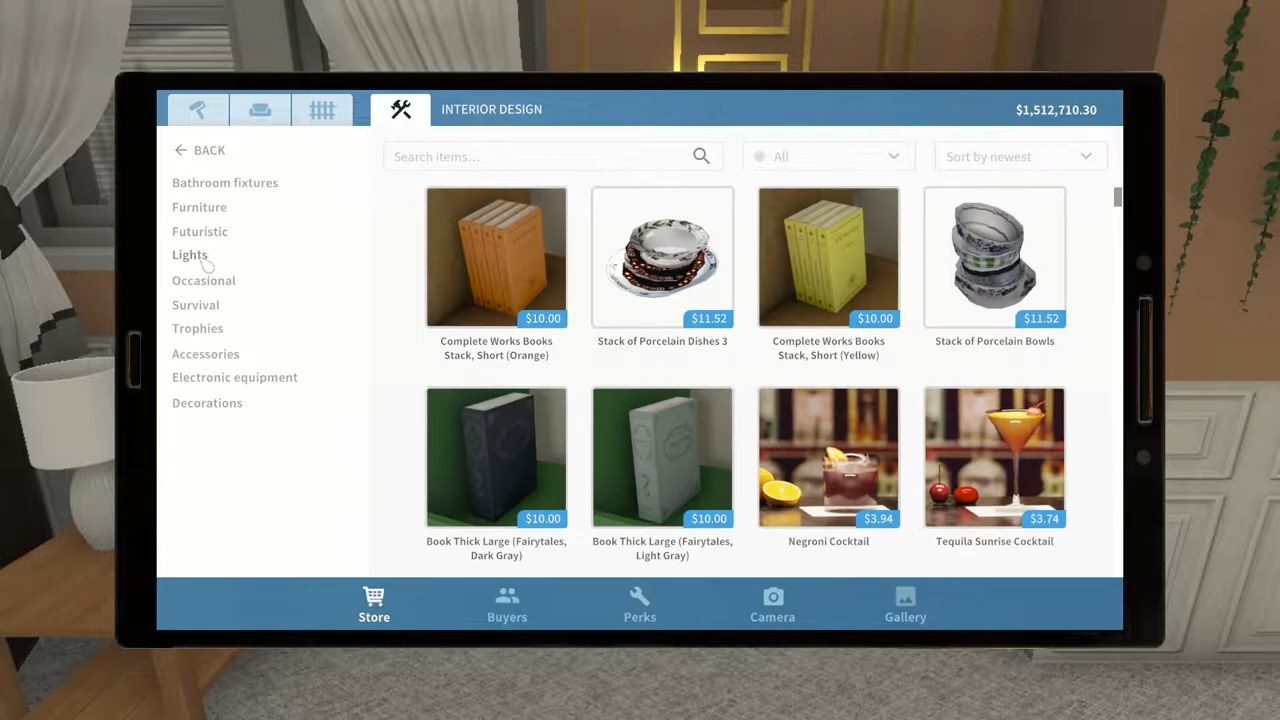 INTERIOR DESIGN
$1,512,710.30
BACK
Search items...
All
Sort by newest
Bathroom fixtures
Furniture
Futuristic
Lights
Occasional
Survival
Trophies
Accessories
Electronic equipment
Decorations
$10.00
$11.52
$10.00
$11.52
Complete Works Books
Stack, Short (Orange)
Stack of Porcelain Dishes 3
Complete Works Books
Stack, Short (Yellow)
Stack of Porcelain Bowls
$10.00
$10.00
$3.94
$3.74
Book Thick Large (Fairytales,
Dark Gray)
Book Thick Large (Fairytales,
Light Gray)
Negroni Cocktail
Tequila Sunrise Cocktail
Store
Buyers
Perks
Camera
Gallery